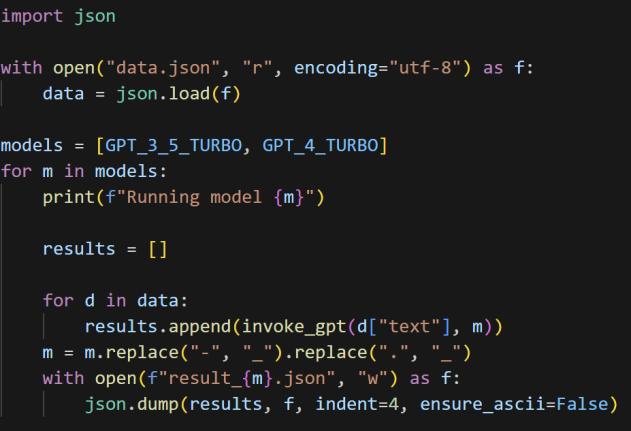 import json
with open("data.json", "r", encoding="utf-8") as f:
    data = json.load(f)
models = [GPT_3_5_TURBO, GPT_4_TURBO]
for m in models:
    print(f"Running model {m}")
    results = []
    for d in data:
        results.append(invoke_gpt(d["text"], m))
    m = m.replace("-", "_").replace(".", "_")
    with open(f"result_{m}.json", "w") as f:
        json.dump(results, f, indent=4, ensure_ascii=False)